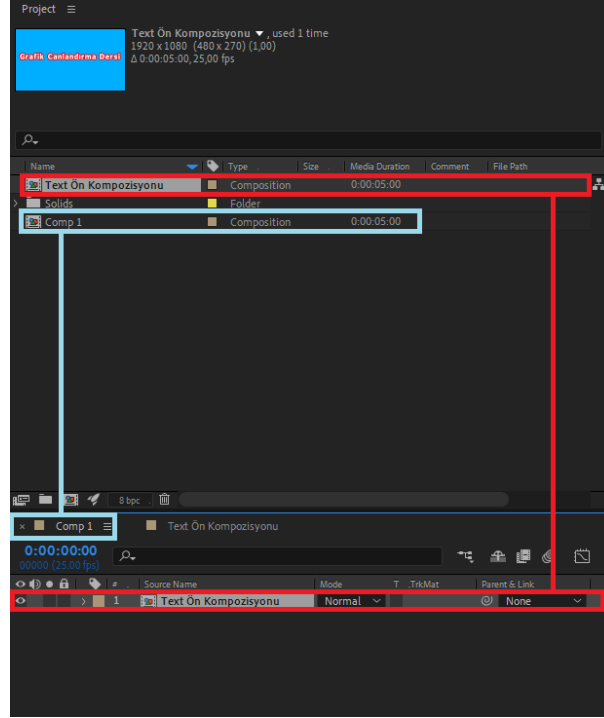 Project
Text Ön Kompozisyonu , used 1 time
1920 x 1080 (480 x 270) (1,00)
Δ 0:00:05:00, 25,00 fps
Grafik Canlandırma Dersi
Name Type Size Media Duration Comment File Path
Text Ön Kompozisyonu Composition 0:00:05:00
Solids Folder
Comp 1 Composition 0:00:05:00
8 bpc
Comp 1 Text Ön Kompozisyonu
0:00:00:00
00000 (25.00 fps)
# Source Name Mode T .TrkMat Parent & Link
1 Text Ön Kompozisyonu Normal None